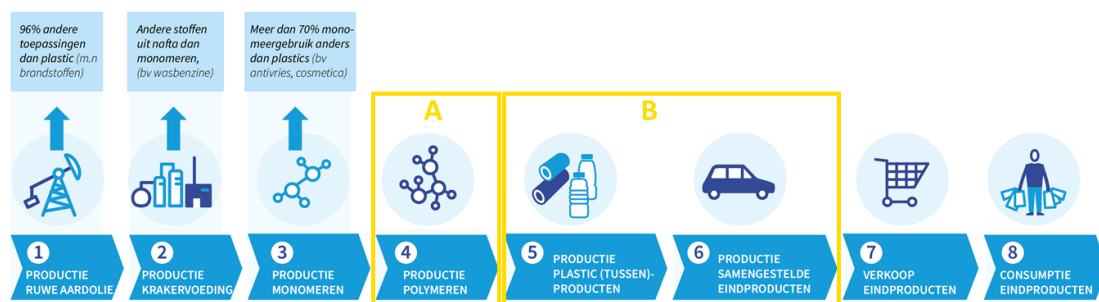 96% andere
toepassingen
dan plastic (m.n
brandstoffen)
Andere stoffen
uit nafta dan
monomeren,
(bv wasbenzine)
Meer dan 70% mono-
meergebruik anders
dan plastics (bv
antivries, cosmetica)
A
B
1
PRODUCTIE
RUWE AARDOLIE
2
PRODUCTIE
KRAKERVOEDING
3
PRODUCTIE
MONOMEREN
4
PRODUCTIE
POLYMEREN
5
PRODUCTIE
PLASTIC (TUSSEN)-
PRODUCTEN
6
PRODUCTIE
SAMENGESTELDE
EINDPRODUCTEN
7
VERKOOP
EINDPRODUCTEN
8
CONSUMPTIE
EINDPRODUCTEN